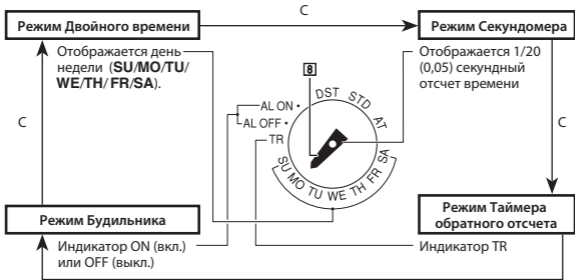 C
Режим Двойного времени
Режим Секундомера
Отображается день
недели (SU/MO/TU/
WE/TH/ FR/SA).
Отображается 1/20
(0,05) секундный
отсчет времени
8
DST STD AT
AL ON •
AL OFF •
TR
SU MO TU WE TH FR SA
C
C
Режим Будильника
Режим Таймера
обратного отсчета
Индикатор ON (вкл.)
или OFF (выкл.)
Индикатор TR